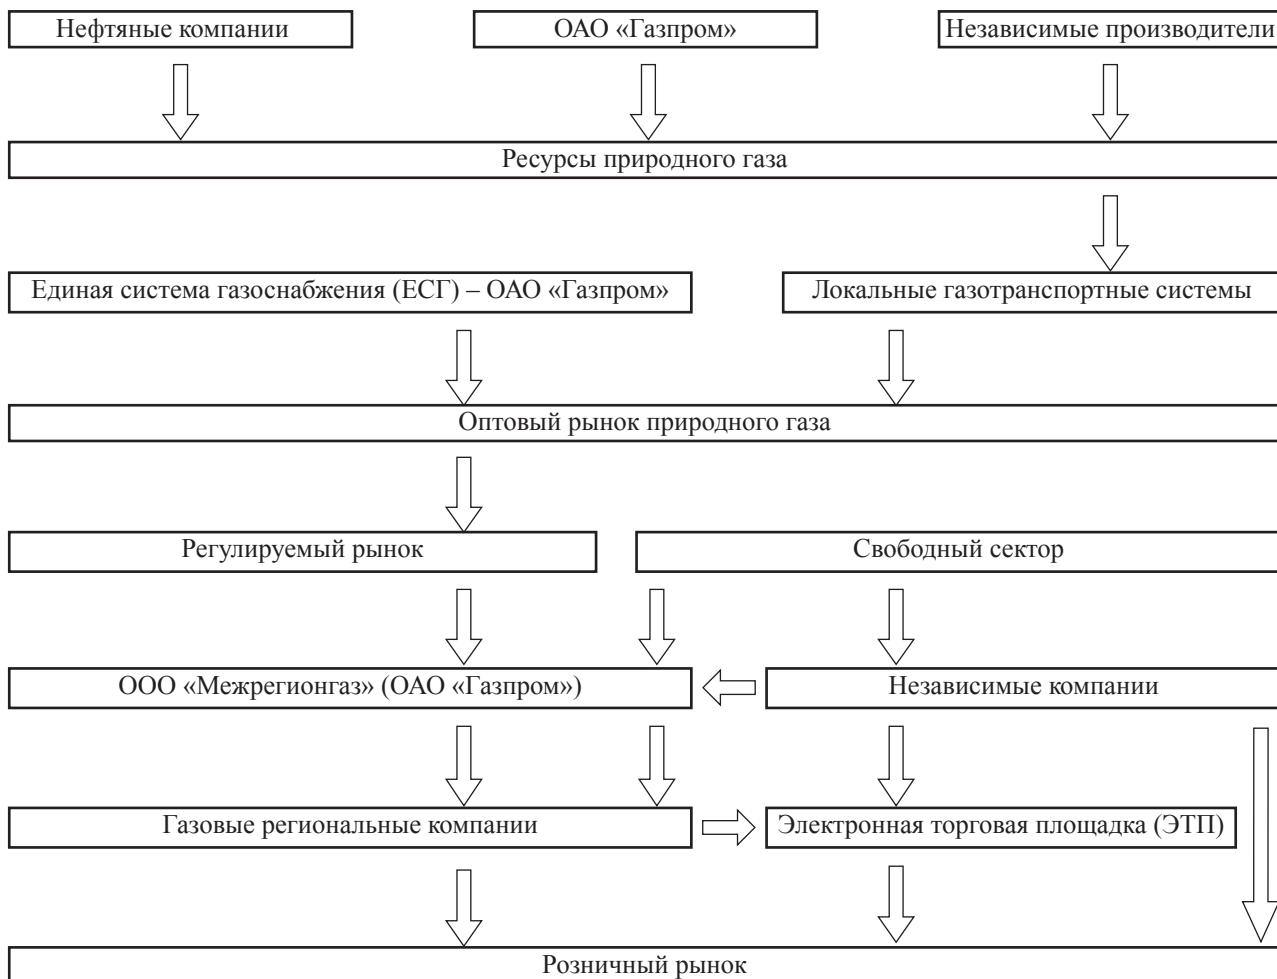 Нефтяные компании
ОАО «Газпром»
Независимые производители
Ресурсы природного газа
Единая система газоснабжения (ЕСГ) – ОАО «Газпром»
Локальные газотранспортные системы
Оптовый рынок природного газа
Регулируемый рынок
Свободный сектор
ООО «Межрегионгаз» (ОАО «Газпром»)
Независимые компании
Газовые региональные компании
Электронная торговая площадка (ЭТП)
Розничный рынок